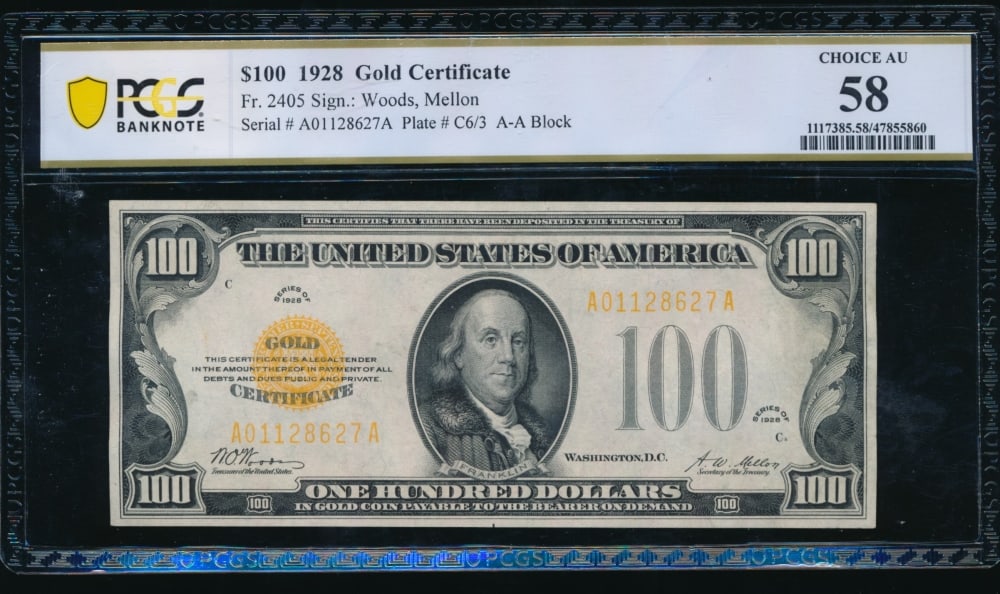 $100 1928 Gold Certificate
Fr. 2405 Sign.: Woods, Mellon
Serial # A01128627A Plate # C6/3 A-A Block
PCGS
BANKNOTE
CHOICE AU
58
1117385.58/47855860
THIS CERTIFIES THAT THERE HAVE BEEN DEPOSITED IN THE TREASURY OF
THE UNITED STATES OF AMERICA
100
100
C
SERIES OF
1928
A01128627A
GOLD
THIS CERTIFICATE IS A LEGAL TENDER
IN THE AMOUNT THEREOF IN PAYMENT OF ALL
DEBTS AND DUES PUBLIC AND PRIVATE.
CERTIFICATE
100
A01128627A
SERIES OF
1928
C
W.O. Woods
Treasurer of the United States.
FRANKLIN
WASHINGTON, D.C.
A. W. Mellon
Secretary of the Treasury.
100
100
ONE HUNDRED DOLLARS
100
100
IN GOLD COIN PAYABLE TO THE BEARER ON DEMAND